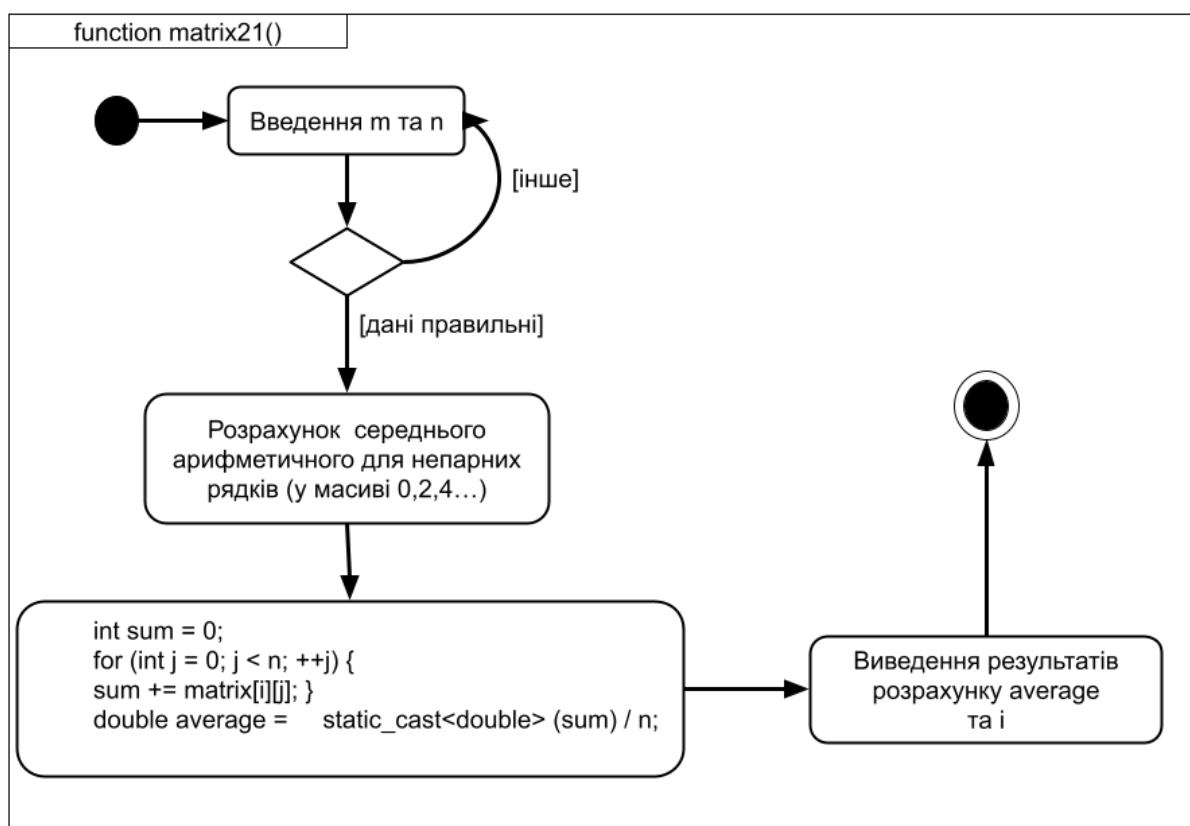 function matrix21()
Введення m та n
[інше]
[дані правильні]
Розрахунок середнього
арифметичного для непарних
рядків (у масиві 0,2,4…)
int sum = 0;
for (int j = 0; j < n; ++j) {
sum += matrix[i][j]; }
double average = static_cast<double> (sum) / n;
Виведення результатів
розрахунку average
та i